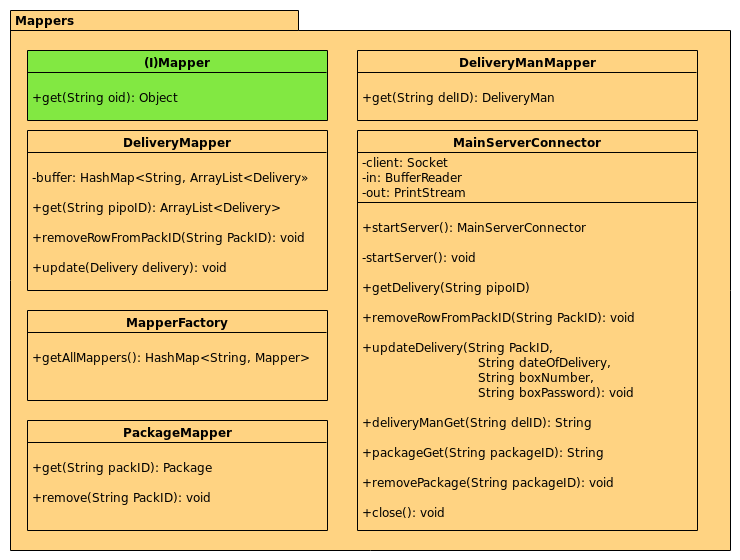 Mappers
(I)Mapper
+get(String oid): Object
DeliveryMapper
-buffer: HashMap<String, ArrayList<Delivery»
+get(String pipoID): ArrayList<Delivery>
+removeRowFromPackID(String PackID): void
+update(Delivery delivery): void
MapperFactory
+getAllMappers(): HashMap<String, Mapper>
PackageMapper
+get(String packID): Package
+remove(String PackID): void
DeliveryManMapper
+get(String delID): DeliveryMan
MainServerConnector
-client: Socket
-in: BufferReader
-out: PrintStream
+startServer(): MainServerConnector
-startServer(): void
+getDelivery(String pipoID)
+removeRowFromPackID(String PackID): void
+updateDelivery(String PackID,
String dateOfDelivery,
String boxNumber,
String boxPassword): void
+deliveryManGet(String delID): String
+packageGet(String packageID): String
+removePackage(String packageID): void
+close(): void